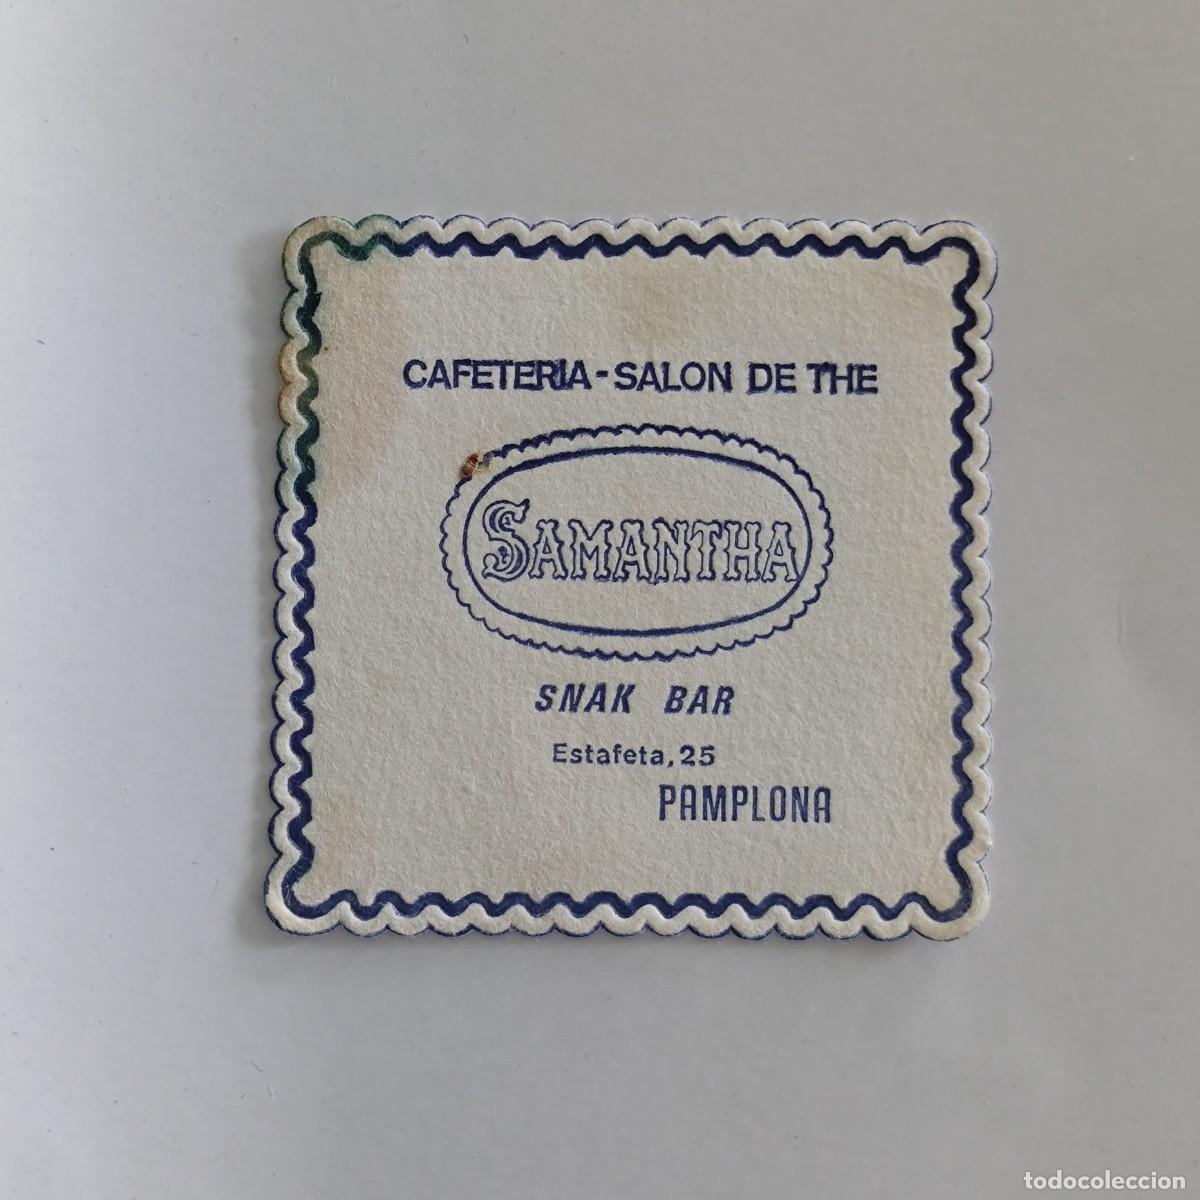 CAFETERIA - SALON DE THE
SAMANTHA
SNAK BAR
Estafeta, 25
PAMPLONA
todocoleccion